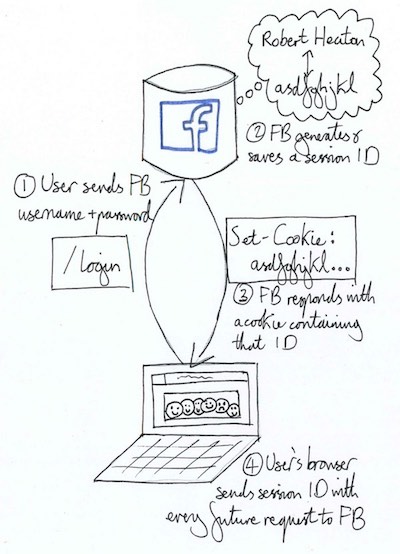 Robert Heaton
asdfghjkl
f
② FB generates &
saves a session ID
① User sends FB
username + password
/login
Set-Cookie:
asdfghjkl...
③ FB responds with
a cookie containing
that ID
④ User's browser
sends session ID with
every future request to FB